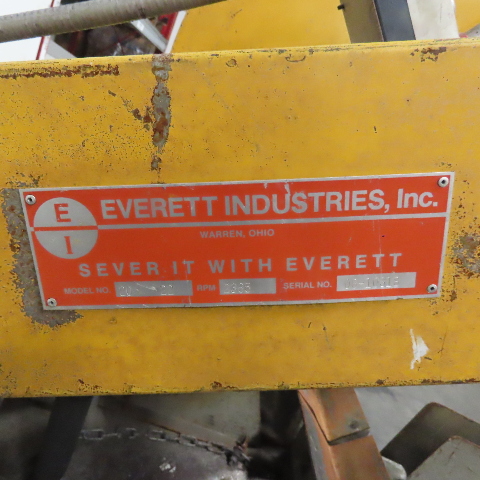 E
I
EVERETT INDUSTRIES, Inc.
WARREN, OHIO
SEVER IT WITH EVERETT
MODEL NO. RPM SERIAL NO.